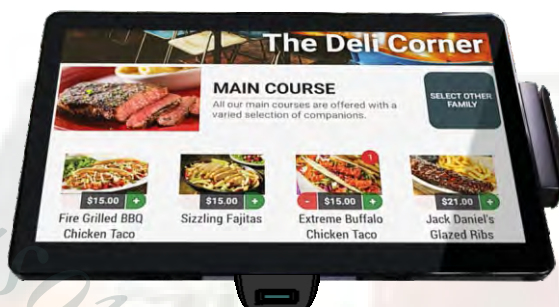 The Deli Corner
MAIN COURSE
All our main courses are offered with a
varied selection of companions.
SELECT OTHER
FAMILY
1
$15.00 +
$15.00 +
- $15.00 +
$21.00 +
Fire Grilled BBQ
Chicken Taco
Sizzling Fajitas
Extreme Buffalo
Chicken Taco
Jack Daniel's
Glazed Ribs